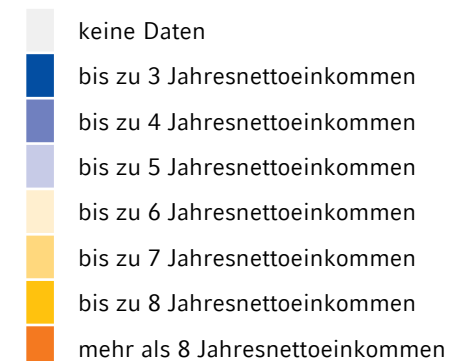 keine Daten
bis zu 3 Jahresnettoeinkommen
bis zu 4 Jahresnettoeinkommen
bis zu 5 Jahresnettoeinkommen
bis zu 6 Jahresnettoeinkommen
bis zu 7 Jahresnettoeinkommen
bis zu 8 Jahresnettoeinkommen
mehr als 8 Jahresnettoeinkommen